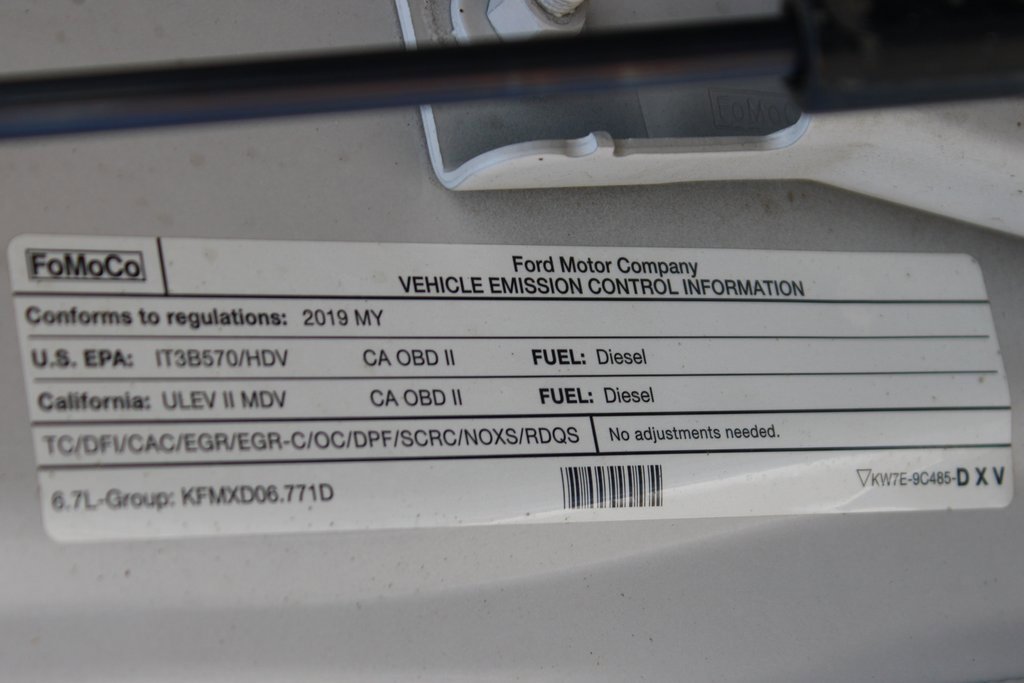 FoMoCo
FoMoCo
Ford Motor Company
VEHICLE EMISSION CONTROL INFORMATION
Conforms to regulations: 2019 MY
U.S. EPA: IT3B570/HDV CA OBD II FUEL: Diesel
California: ULEV II MDV CA OBD II FUEL: Diesel
TC/DFI/CAC/EGR/EGR-C/OC/DPF/SCRC/NOXS/RDQS No adjustments needed.
6.7L-Group: KFMXD06.771D
KW7E-9C485-DXV